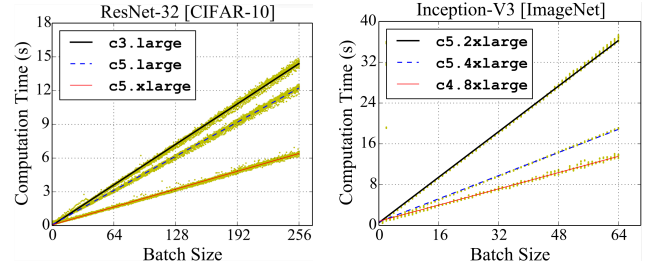 ResNet-32 [CIFAR-10]
Computation Time (s)
18
15
12
9
6
3
0
c3.large
c5.large
c5.xlarge
0 64 128 192 256
Batch Size
Inception-V3 [ImageNet]
Computation Time (s)
40
32
24
16
8
0
c5.2xlarge
c5.4xlarge
c4.8xlarge
0 16 32 48 64
Batch Size